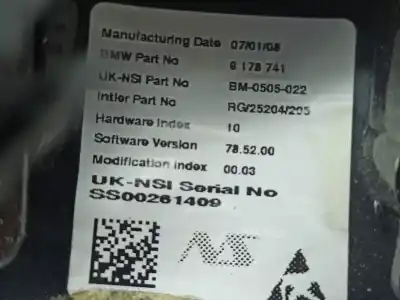 Manufacturing Date 07/01/08
BMW Part No 6 178 741
UK-NSI Part No BM-0505-022
Intier Part No RG/25204/205
Hardware Index 10
Software Version 78.52.00
Modification Index 00.03
UK-NSI Serial No
SS00261409
NS